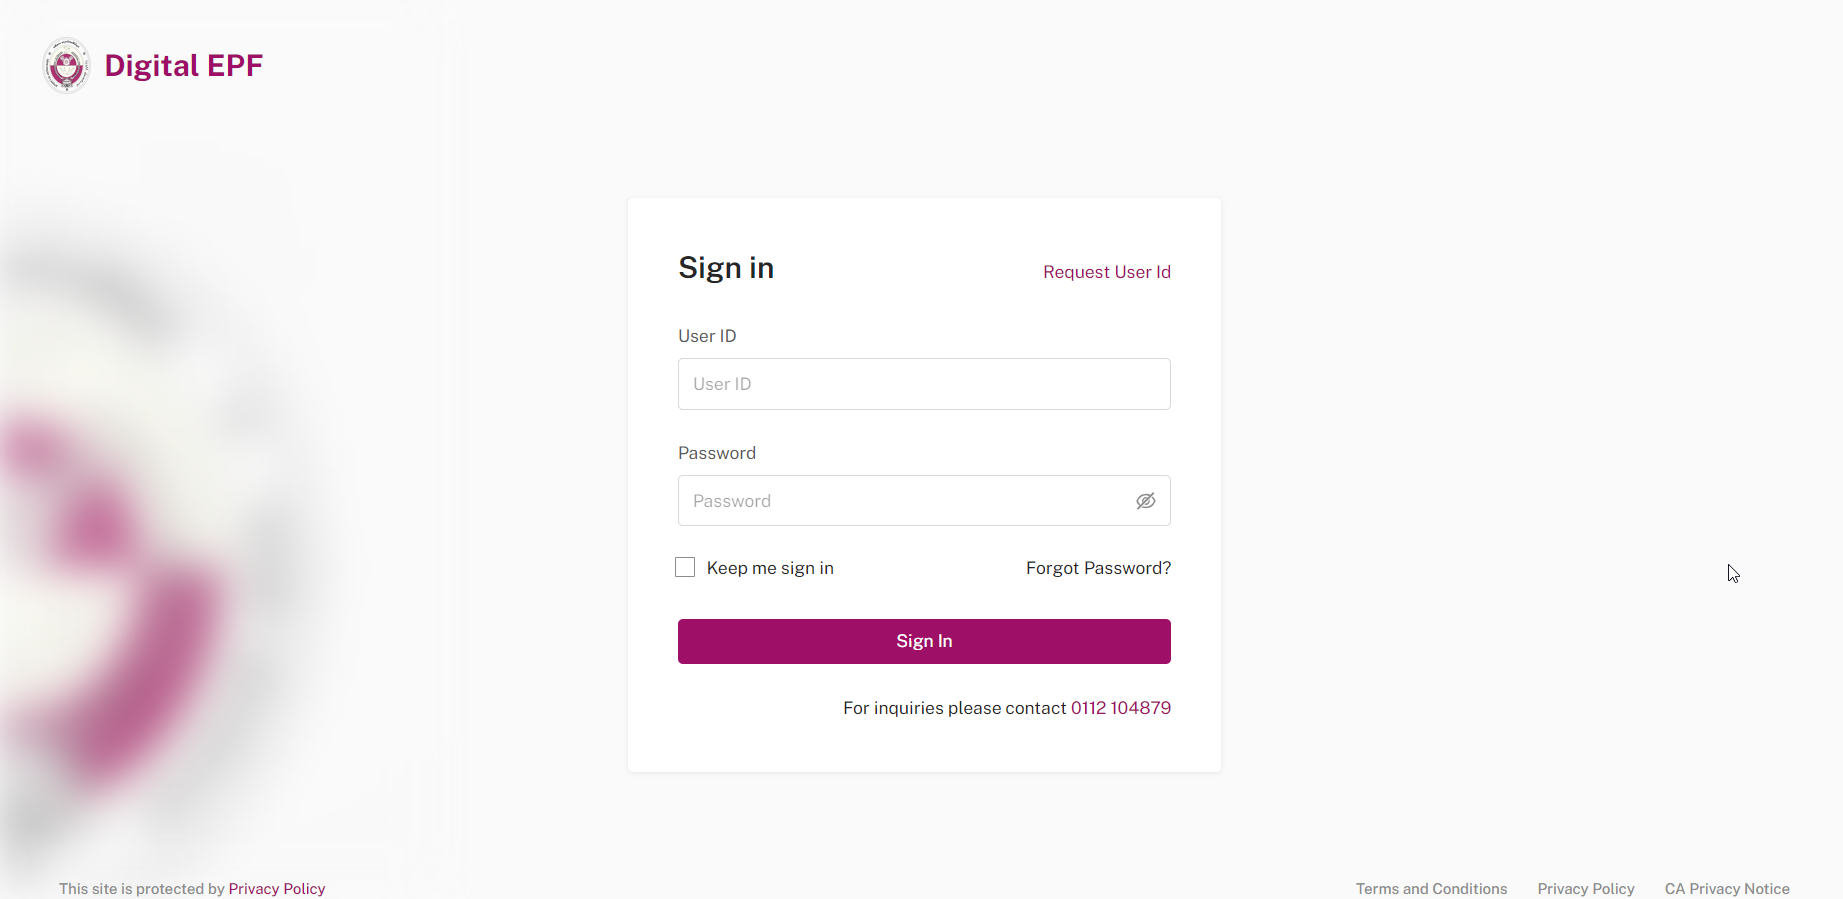 Digital EPF
Sign in
Request User Id
User ID
User ID
Password
Password
Keep me sign in
Forgot Password?
Sign In
For inquiries please contact 0112 104879
This site is protected by Privacy Policy
Terms and Conditions
Privacy Policy
CA Privacy Notice